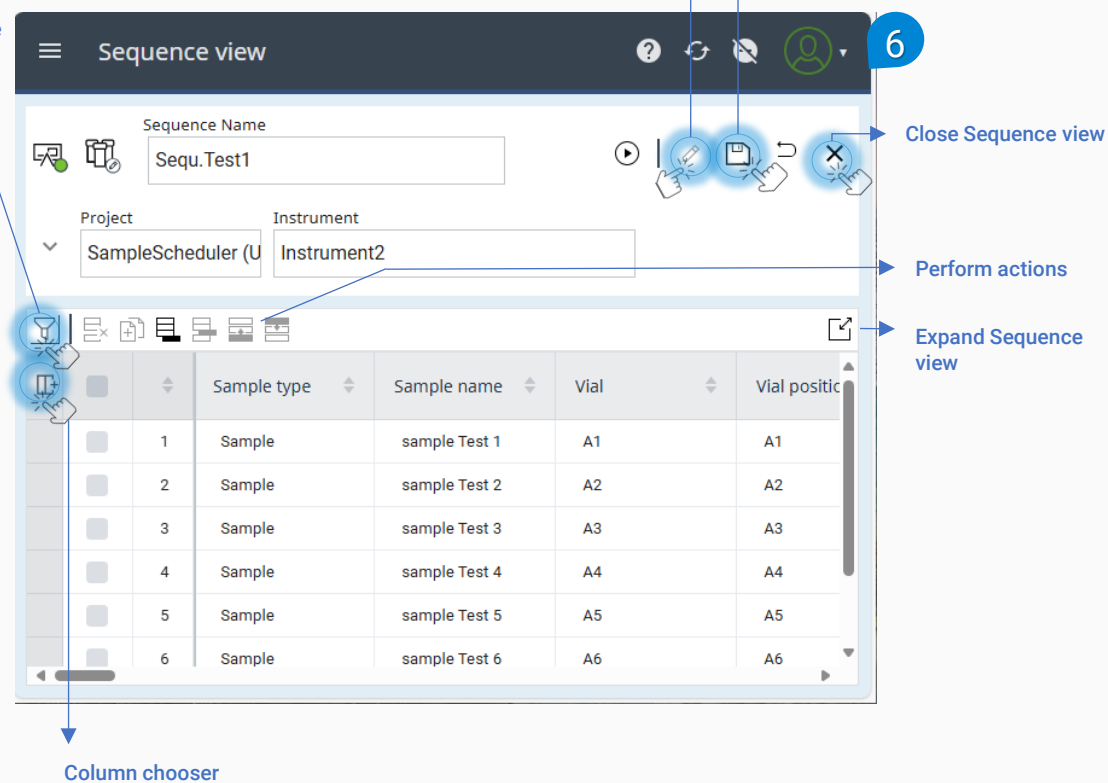 Sequence view
6
Sequence Name
Sequ.Test1
Close Sequence view
Project
Instrument
SampleScheduler (U
Instrument2
Perform actions
Expand Sequence
view
Sample type
Sample name
Vial
Vial positic
1 Sample sample Test 1 A1 A1
2 Sample sample Test 2 A2 A2
3 Sample sample Test 3 A3 A3
4 Sample sample Test 4 A4 A4
5 Sample sample Test 5 A5 A5
6 Sample sample Test 6 A6 A6
Column chooser